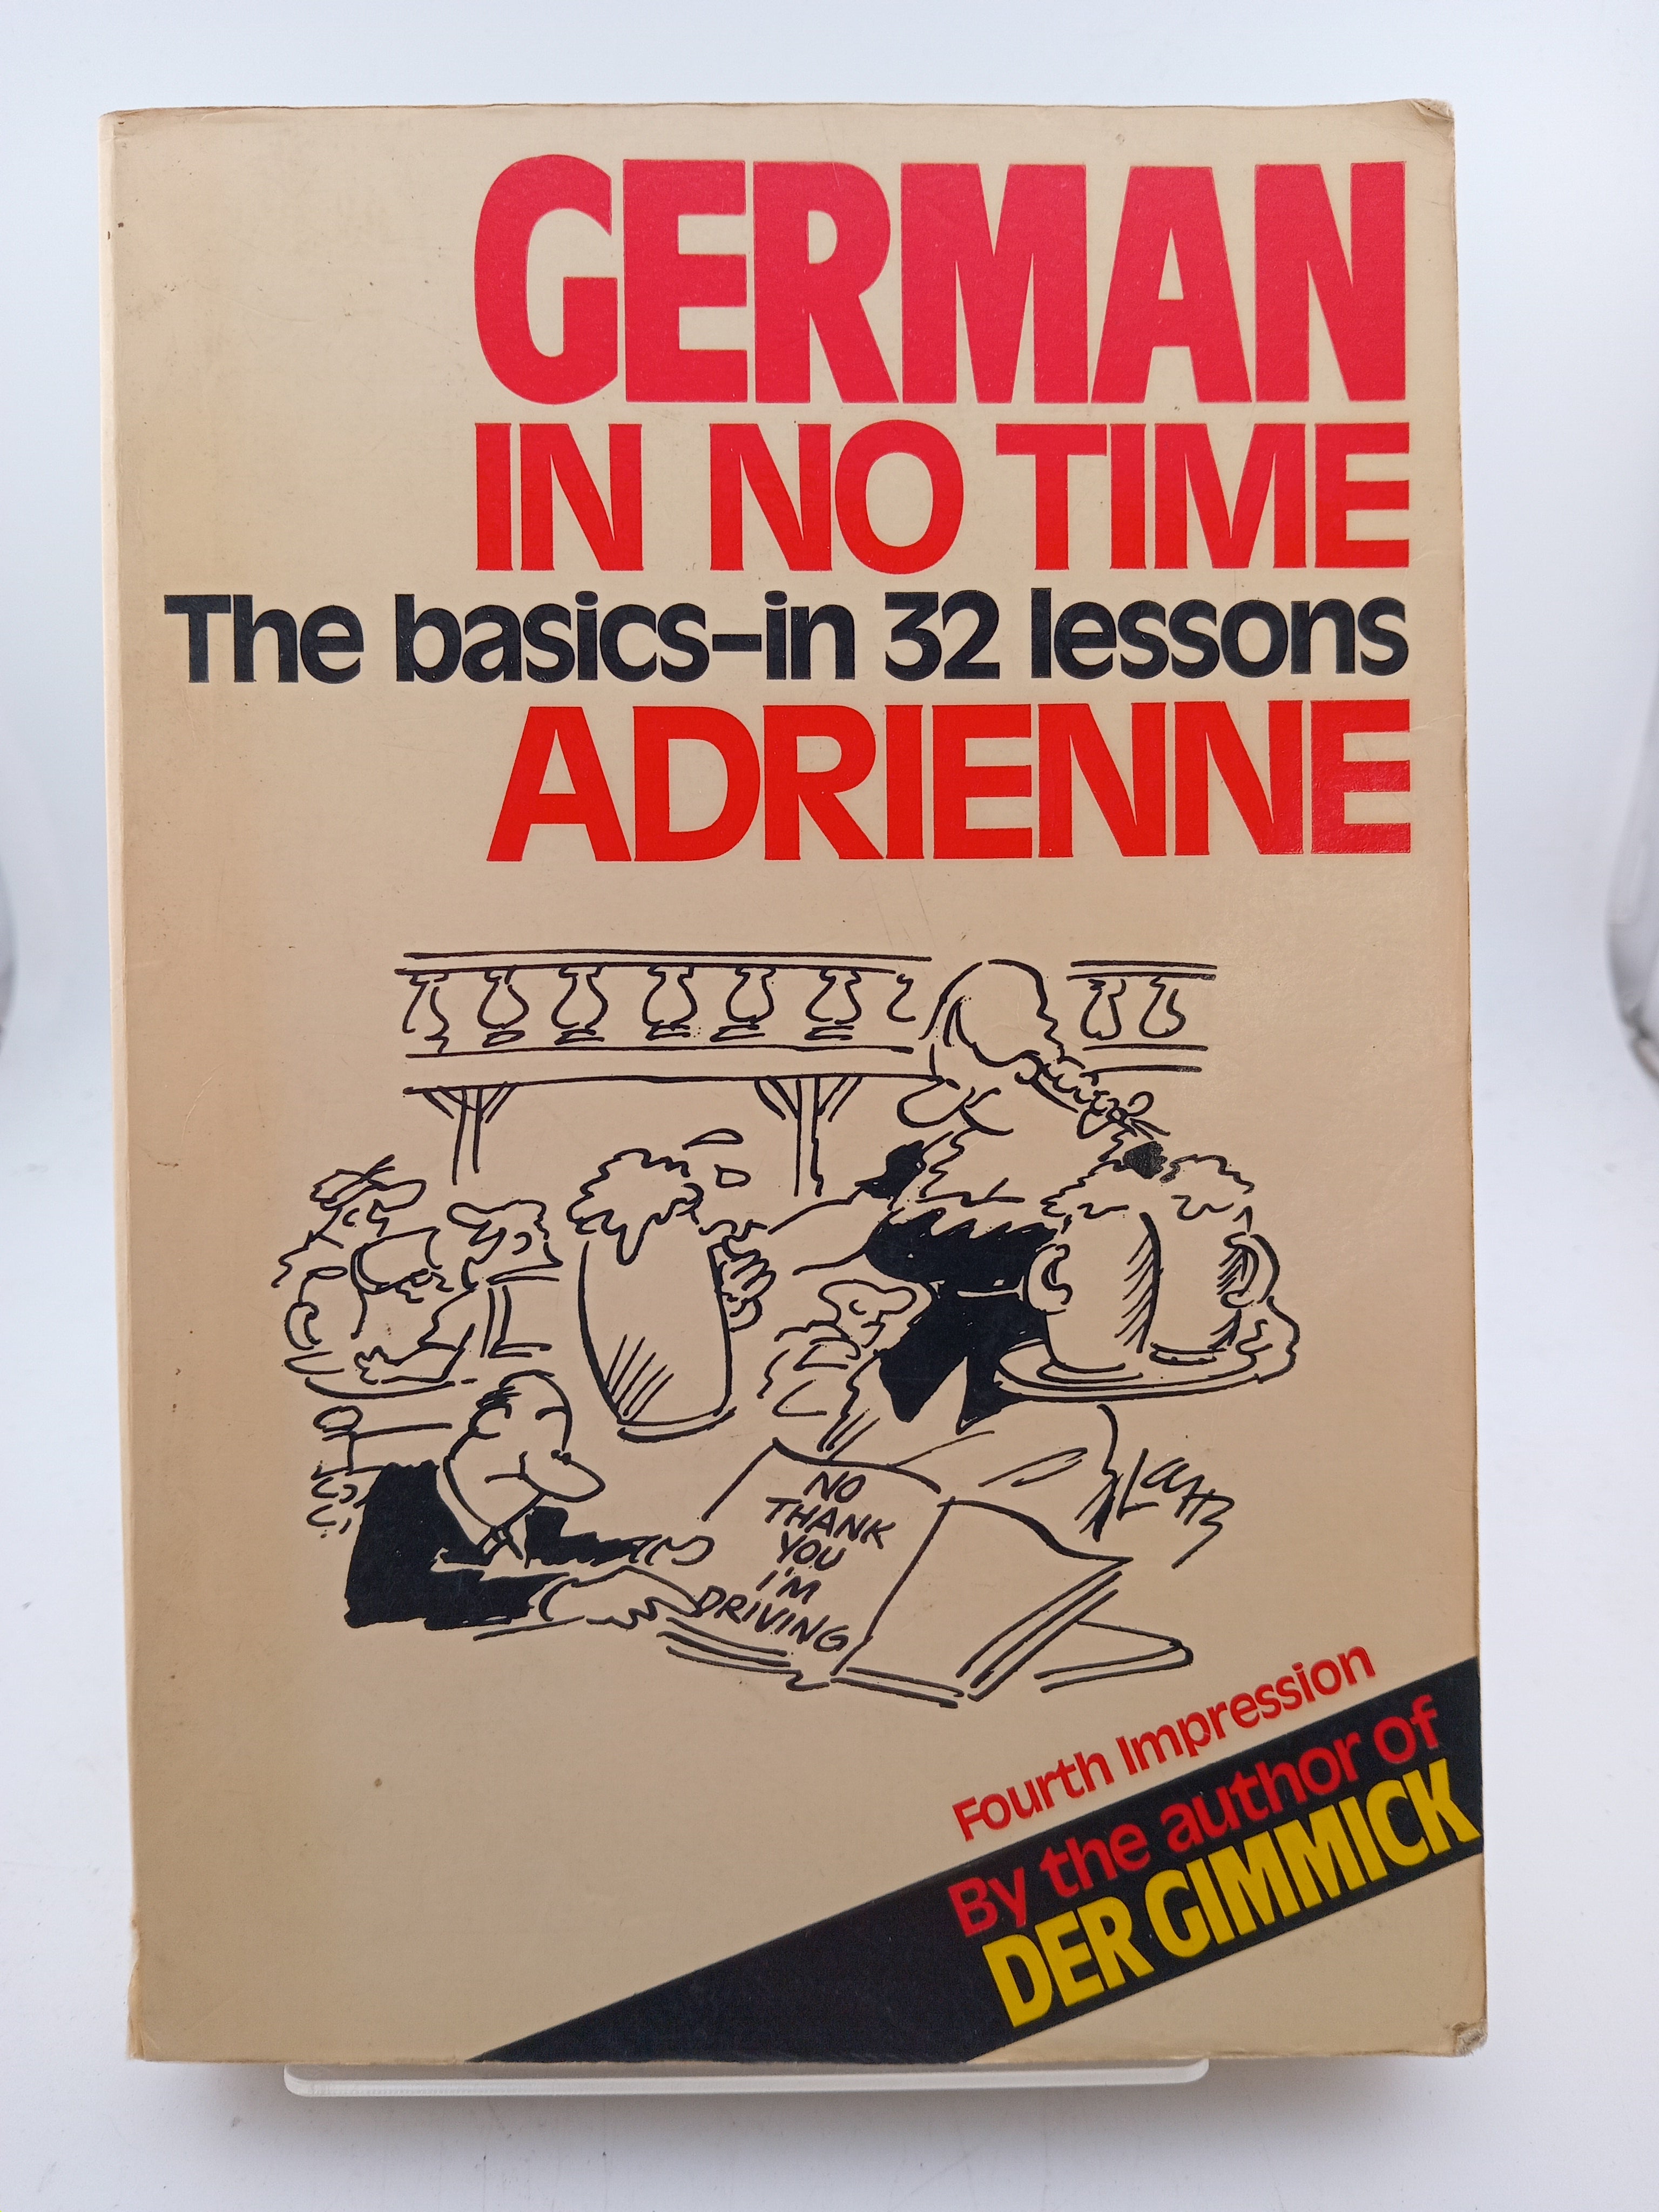 GERMAN
IN NO TIME
The basics–in 32 lessons
ADRIENNE
NO
THANK
YOU
I'M
DRIVING
Larry
Fourth Impression
By the author of
DER GIMMICK